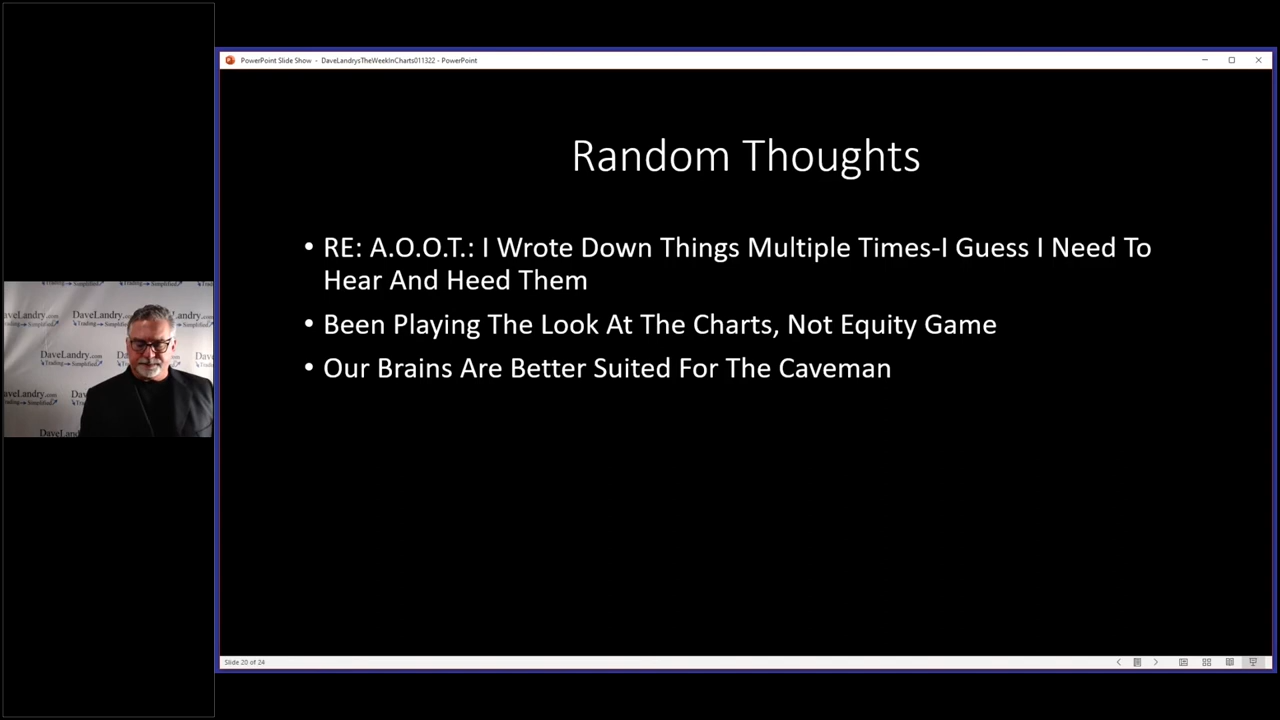 PowerPoint Slide Show - DaveLandrysTheWeekInCharts011322 - PowerPoint
Random Thoughts
• RE: A.O.O.T.: I Wrote Down Things Multiple Times-I Guess I Need To
Hear And Heed Them
• Been Playing The Look At The Charts, Not Equity Game
• Our Brains Are Better Suited For The Caveman
DaveLandry.com
Trading Simplified
Slide 20 of 24